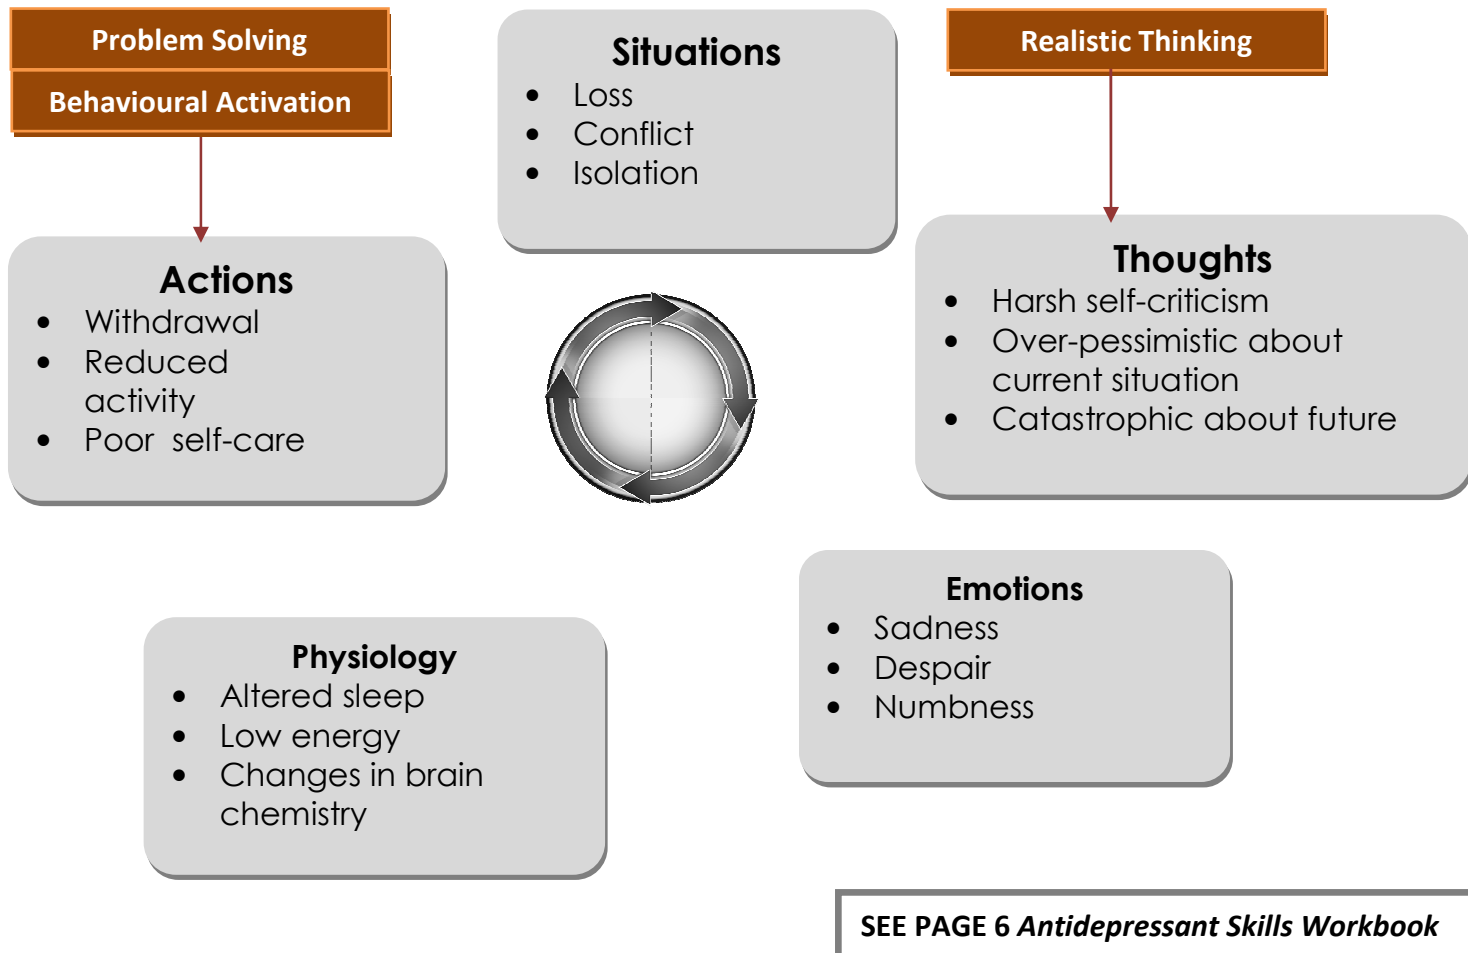 Problem Solving
Behavioural Activation
Situations
• Loss
• Conflict
• Isolation
Realistic Thinking
Actions
• Withdrawal
• Reduced
activity
• Poor  self-care
Thoughts
• Harsh self-criticism
• Over-pessimistic about
current situation
• Catastrophic about future
Physiology
• Altered sleep
• Low energy
• Changes in brain
chemistry
Emotions
• Sadness
• Despair
• Numbness
SEE PAGE 6 Antidepressant Skills Workbook